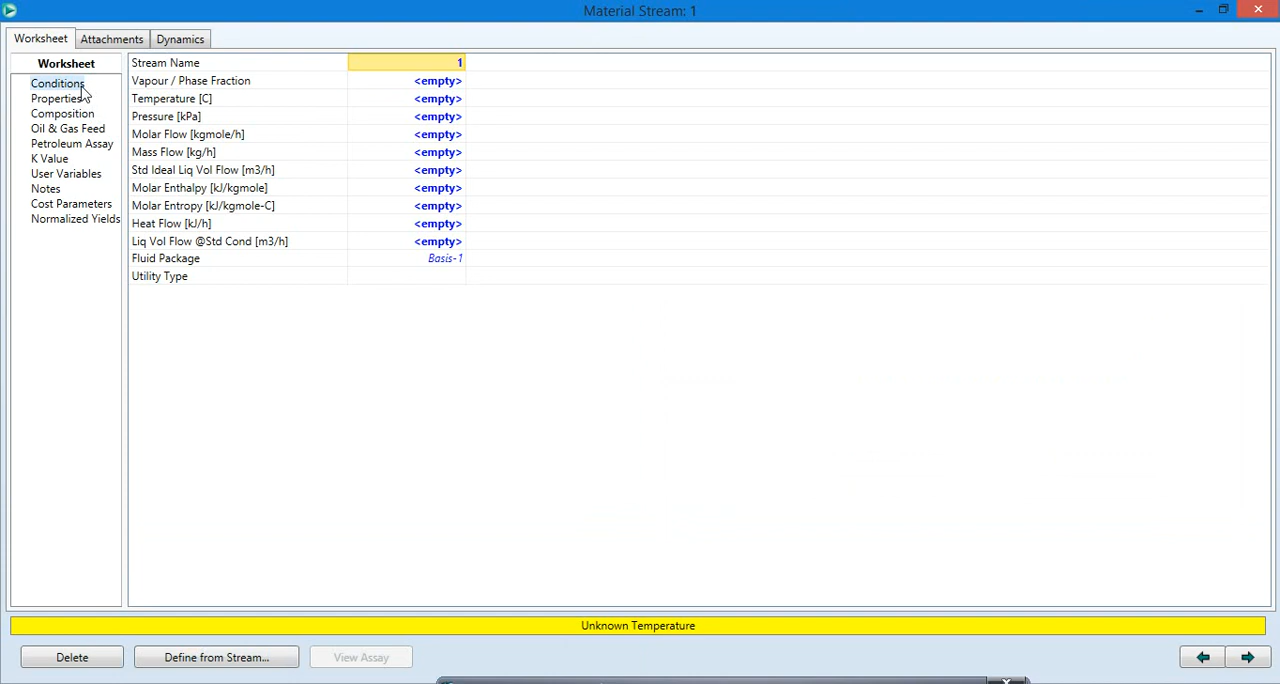 Material Stream: 1
Worksheet Attachments Dynamics
Worksheet
Conditions
Properties
Composition
Oil & Gas Feed
Petroleum Assay
K Value
User Variables
Notes
Cost Parameters
Normalized Yields
Stream Name 1
Vapour / Phase Fraction <empty>
Temperature [C] <empty>
Pressure [kPa] <empty>
Molar Flow [kgmole/h] <empty>
Mass Flow [kg/h] <empty>
Std Ideal Liq Vol Flow [m3/h] <empty>
Molar Enthalpy [kJ/kgmole] <empty>
Molar Entropy [kJ/kgmole-C] <empty>
Heat Flow [kJ/h] <empty>
Liq Vol Flow @Std Cond [m3/h] <empty>
Fluid Package Basis-1
Utility Type
Unknown Temperature
Delete Define from Stream... View Assay